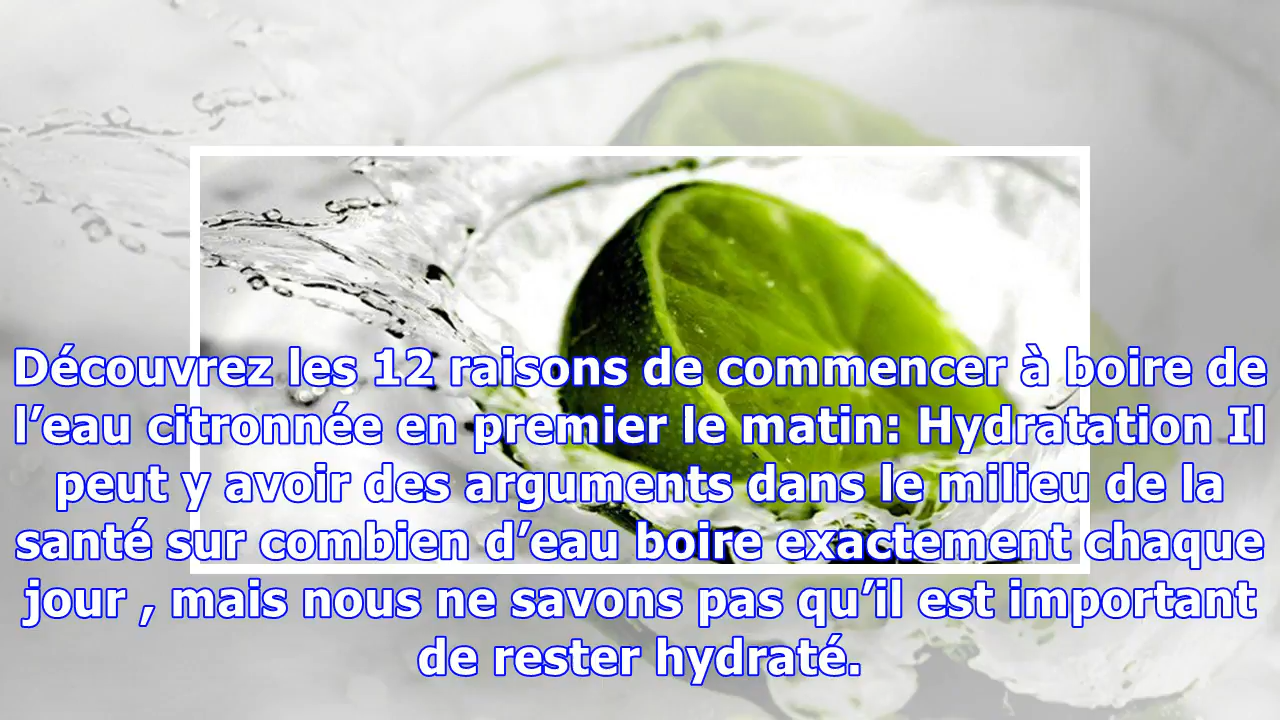 Découvrez les 12 raisons de commencer à boire de
l’eau citronnée en premier le matin: Hydratation Il
peut y avoir des arguments dans le milieu de la
santé sur combien d’eau boire exactement chaque
jour , mais nous ne savons pas qu’il est important
de rester hydraté.